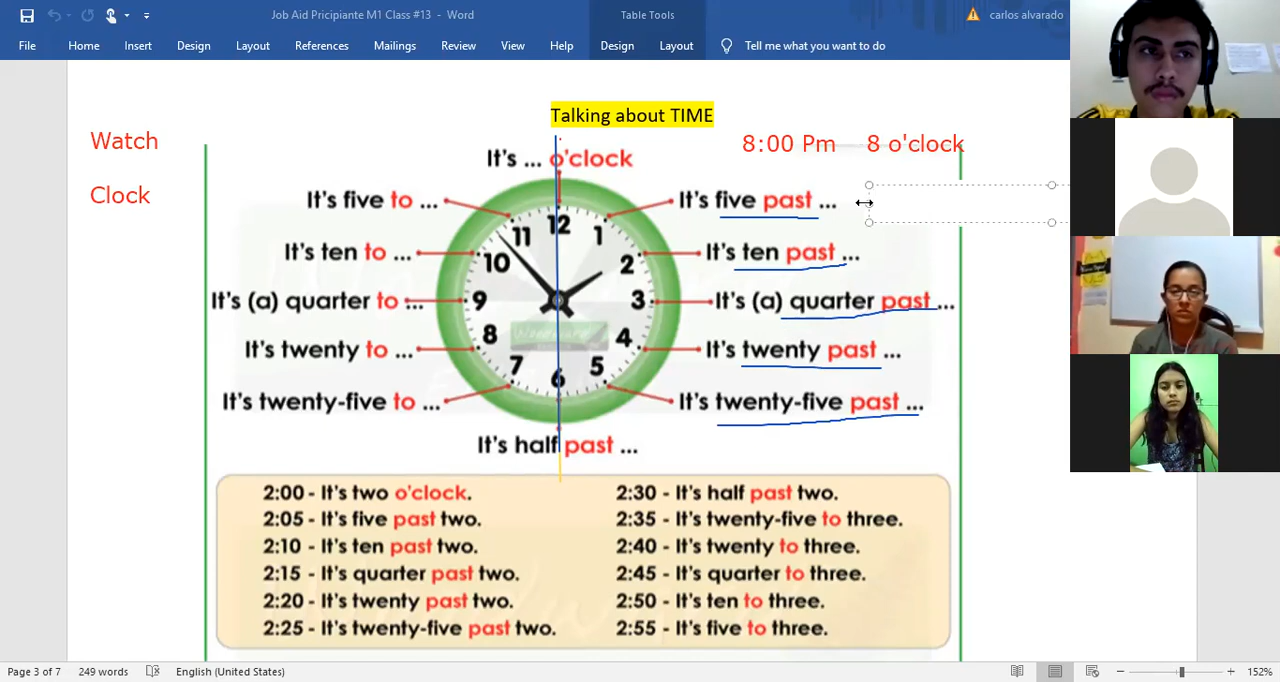 Job Aid Pricipiante M1 Class #13 - Word
Table Tools
carlos alvarado
File Home Insert Design Layout References Mailings Review View Help Design Layout Tell me what you want to do
Talking about TIME
Watch
8:00 Pm 8 o'clock
Clock
It's ... o'clock
It's five to ...
It's five past ...
It's ten to ...
It's ten past ...
It's (a) quarter to ...
It's (a) quarter past ...
It's twenty to ...
It's twenty past ...
It's twenty-five to ...
It's twenty-five past ...
It's half past ...
12
1
2
3
4
5
6
7
8
9
10
11
Woodward
2:00 - It's two o'clock.
2:05 - It's five past two.
2:10 - It's ten past two.
2:15 - It's quarter past two.
2:20 - It's twenty past two.
2:25 - It's twenty-five past two.
2:30 - It's half past two.
2:35 - It's twenty-five to three.
2:40 - It's twenty to three.
2:45 - It's quarter to three.
2:50 - It's ten to three.
2:55 - It's five to three.
Page 3 of 7 249 words English (United States) 152%